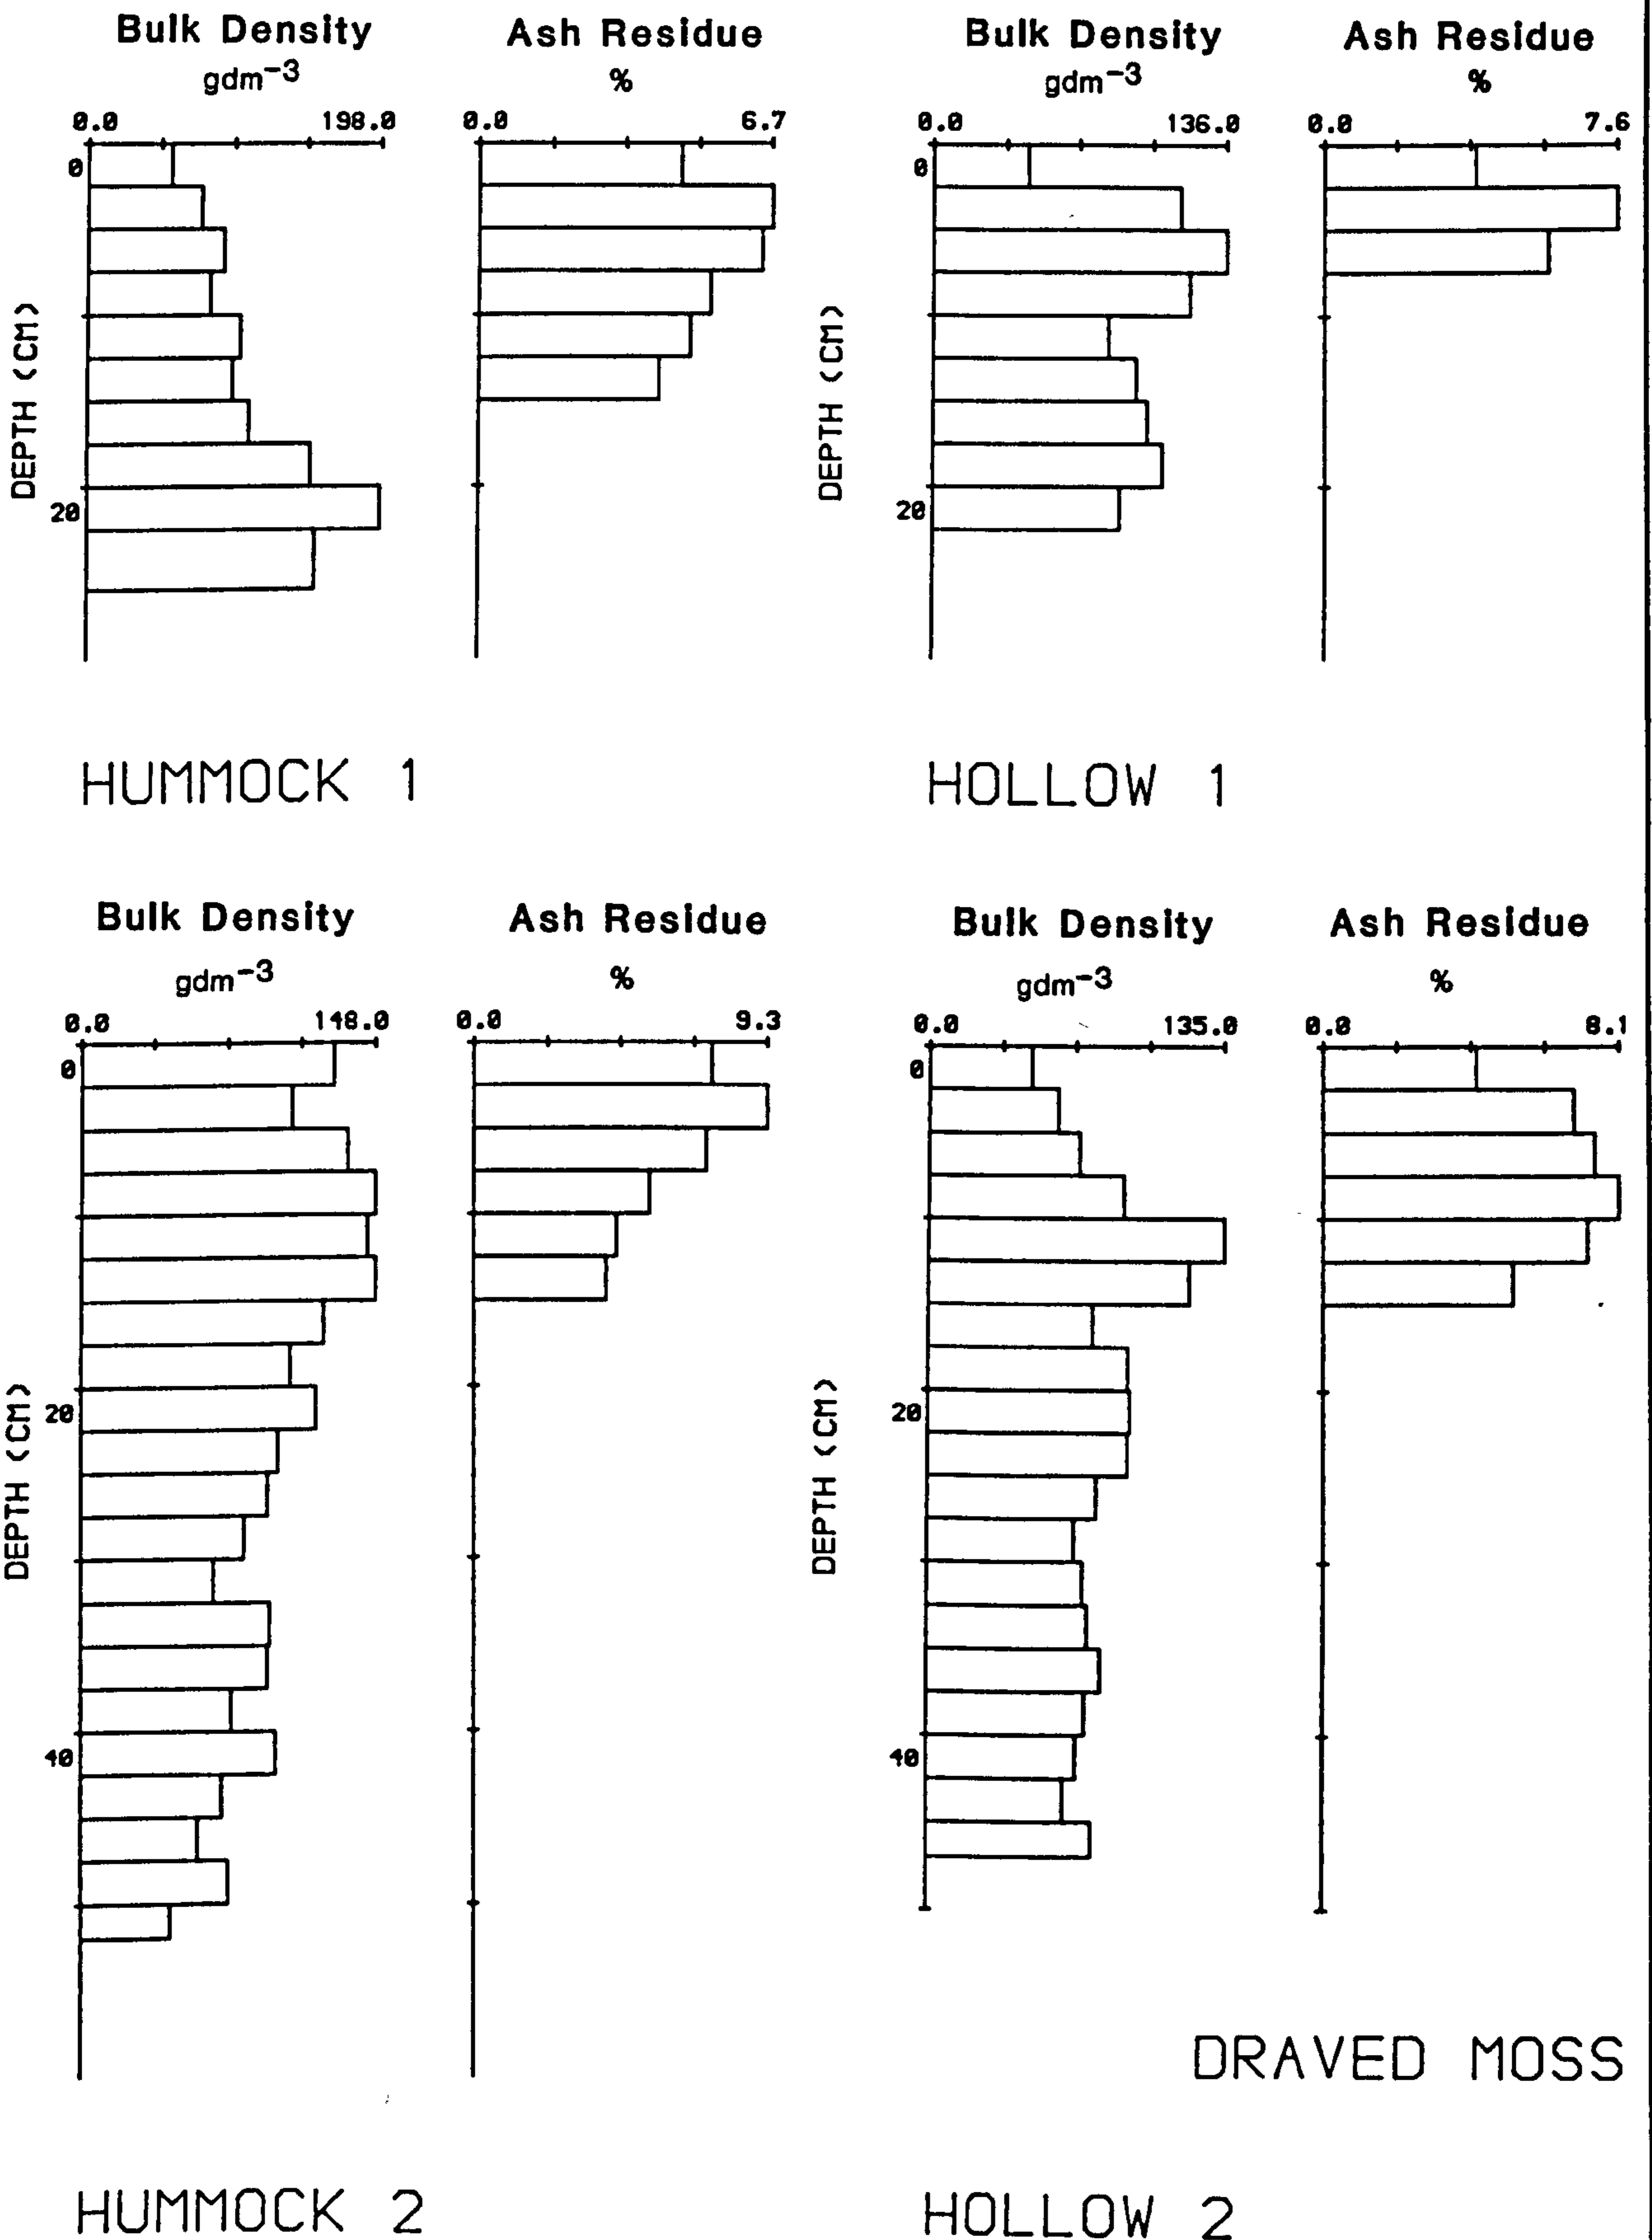 Bulk Density Ash Residue Bulk Density Ash Residue
gdm⁻³ % gdm⁻³ %
0.0 198.0 0.0 6.7 0.0 136.0 0.0 7.6
0 0
DEPTH (CM) DEPTH (CM)
20 20
HUMMOCK 1 HOLLOW 1
Bulk Density Ash Residue Bulk Density Ash Residue
gdm⁻³ % gdm⁻³ %
0.0 148.0 0.0 9.3 0.0 135.0 0.0 8.1
0 0
DEPTH (CM) DEPTH (CM)
20 20
40 40
DRAVED MOSS
HUMMOCK 2 HOLLOW 2